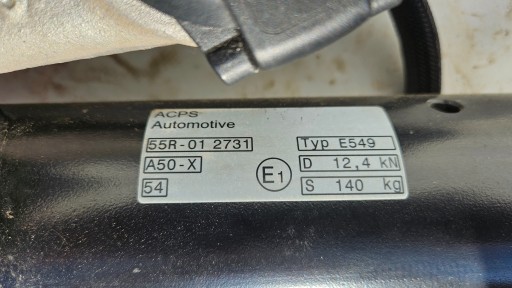 ACPS
Automotive
55R-01 2731
Typ E549
A50-X
D 12,4 kN
54
E1
S 140 kg